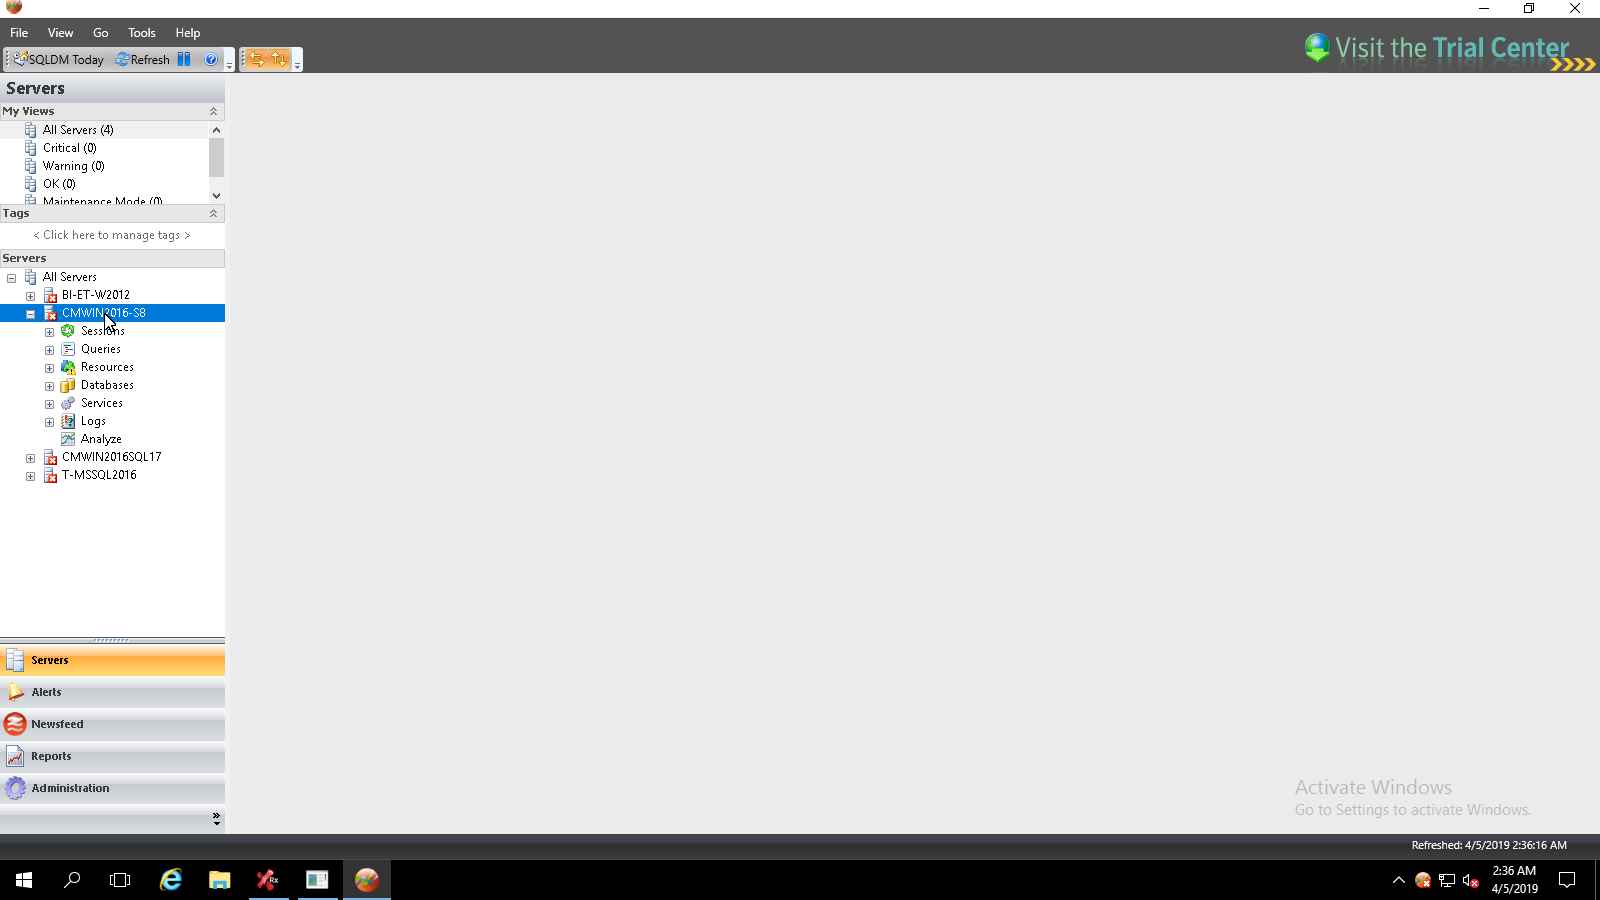 File View Go Tools Help
SQLDM Today Refresh
Visit the Trial Center
Servers
My Views
All Servers (4)
Critical (0)
Warning (0)
OK (0)
Maintenance Mode (0)
Tags
< Click here to manage tags >
Servers
All Servers
BI-ET-W2012
CMWIN2016-S8
Sessions
Queries
Resources
Databases
Services
Logs
Analyze
CMWIN2016SQL17
T-MSSQL2016
Servers
Alerts
Newsfeed
Reports
Administration
Activate Windows
Go to Settings to activate Windows.
Refreshed: 4/5/2019 2:36:16 AM
2:36 AM
4/5/2019